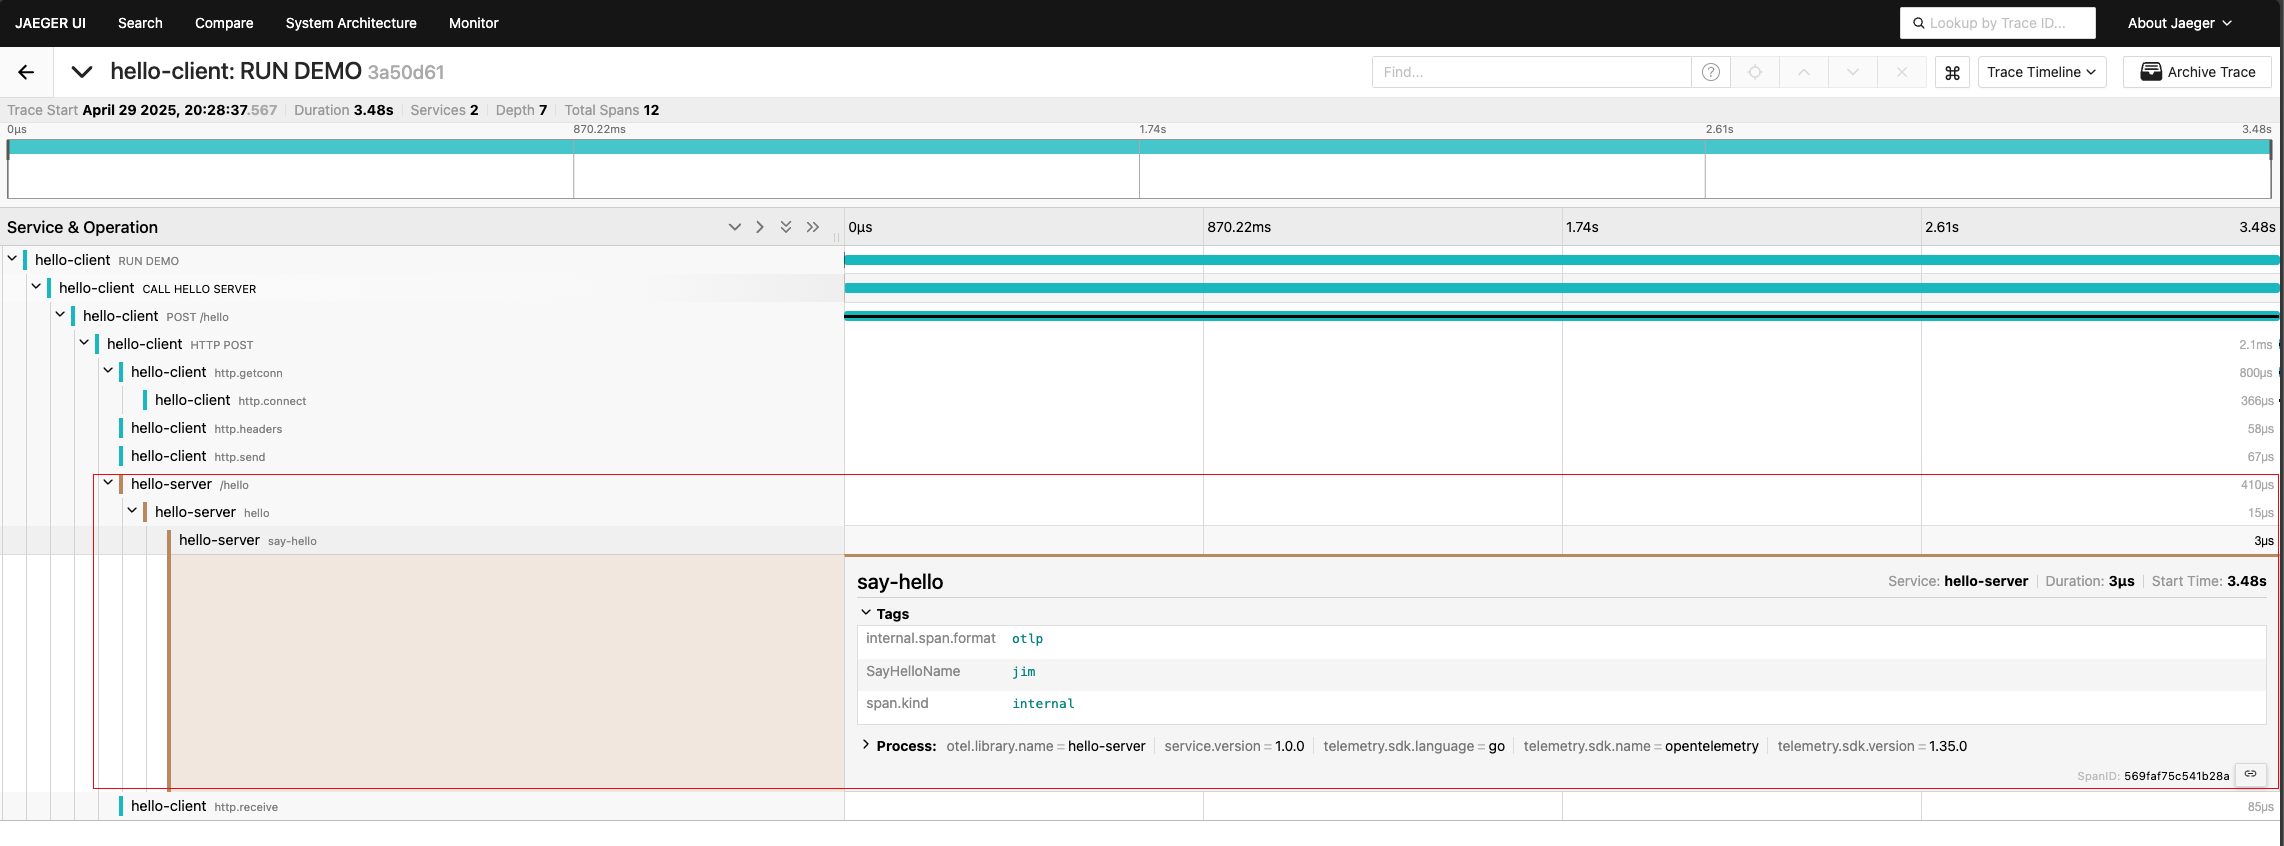 JAEGER UI Search Compare System Architecture Monitor Lookup by Trace ID... About Jaeger
hello-client: RUN DEMO 3a50d61 Find... Trace Timeline Archive Trace
Trace Start April 29 2025, 20:28:37.567 Duration 3.48s Services 2 Depth 7 Total Spans 12
0μs 870.22ms 1.74s 2.61s 3.48s
Service & Operation 0μs 870.22ms 1.74s 2.61s 3.48s
hello-client RUN DEMO
hello-client CALL HELLO SERVER
hello-client POST /hello
hello-client HTTP POST 2.1ms
hello-client http.getconn 800μs
hello-client http.connect 366μs
hello-client http.headers 58μs
hello-client http.send 67μs
hello-server /hello 410μs
hello-server hello 15μs
hello-server say-hello 3μs
say-hello Service: hello-server Duration: 3μs Start Time: 3.48s
Tags
internal.span.format otlp
SayHelloName jim
span.kind internal
Process: otel.library.name = hello-server service.version = 1.0.0 telemetry.sdk.language = go telemetry.sdk.name = opentelemetry telemetry.sdk.version = 1.35.0
SpanID: 569faf75c541b28a
hello-client http.receive 85μs